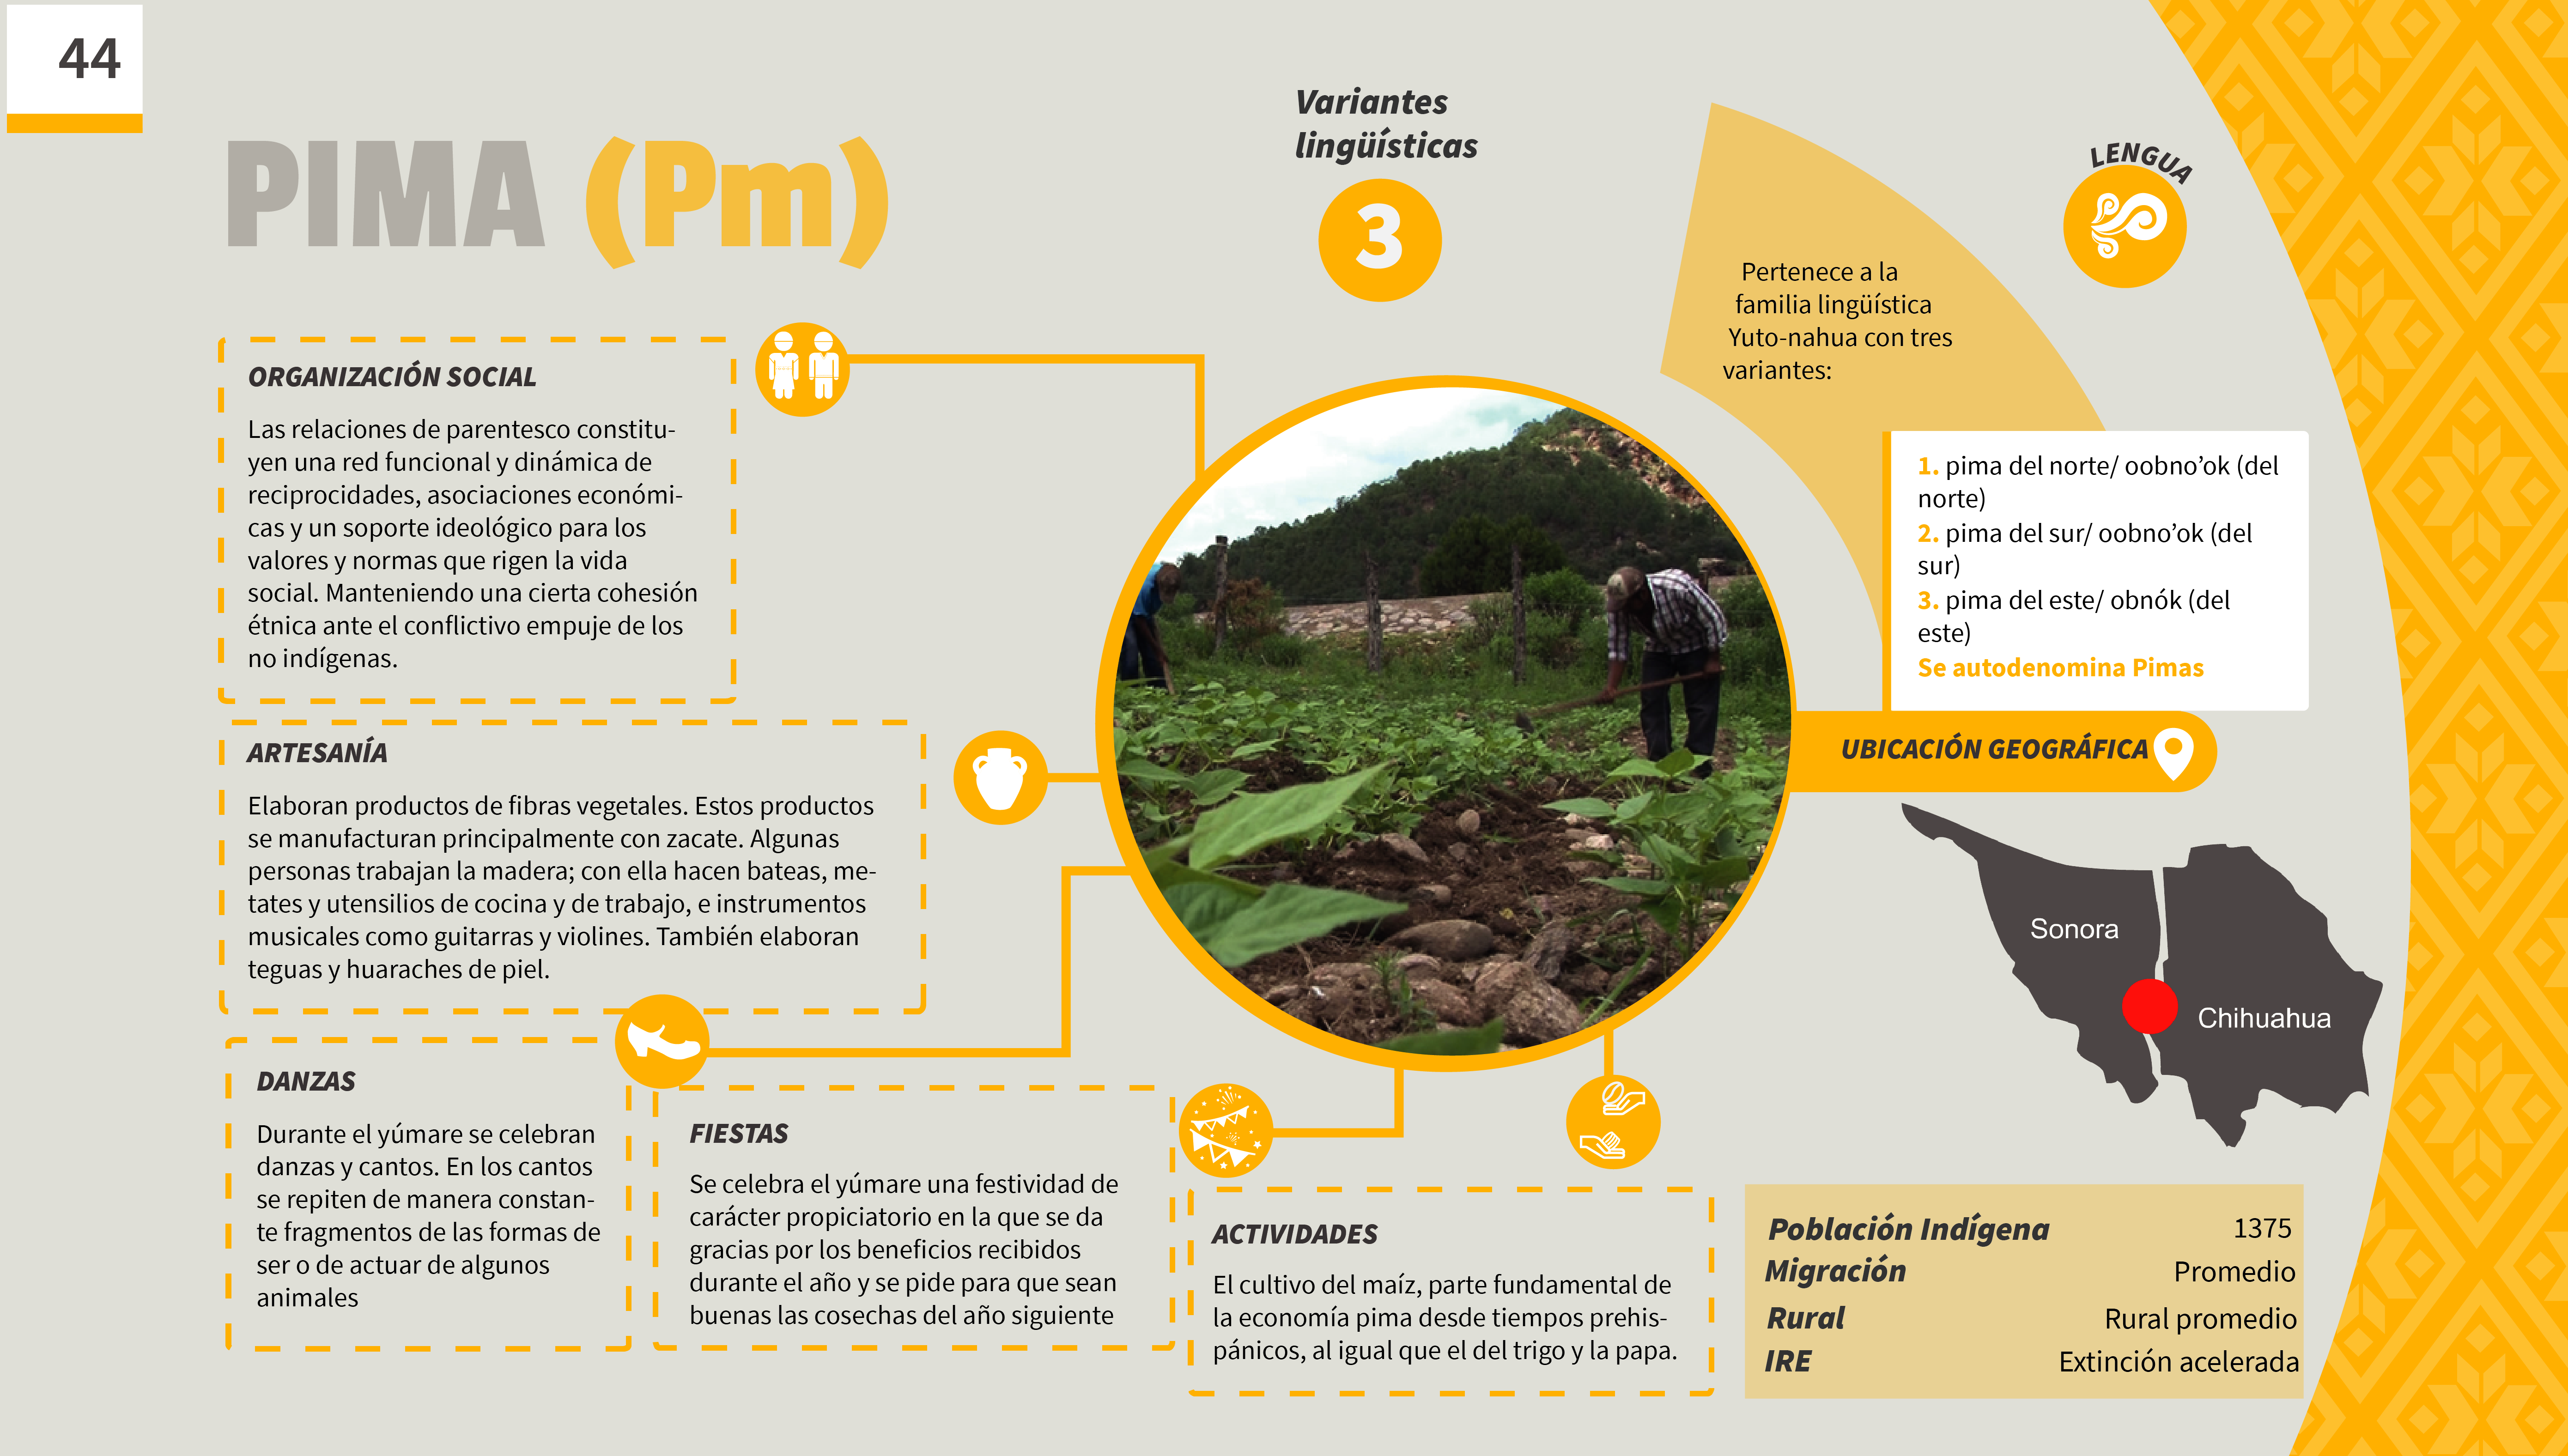 44
PIMA (Pm)
Variantes
lingüísticas
3
LENGUA
Pertenece a la
familia lingüística
Yuto-nahua con tres
variantes:
1. pima del norte/ oobno’ok (del
norte)
2. pima del sur/ oobno’ok (del
sur)
3. pima del este/ obnók (del
este)
Se autodenomina Pimas
UBICACIÓN GEOGRÁFICA
Sonora
Chihuahua
ORGANIZACIÓN SOCIAL
Las relaciones de parentesco constitu-
yen una red funcional y dinámica de
reciprocidades, asociaciones económi-
cas y un soporte ideológico para los
valores y normas que rigen la vida
social. Manteniendo una cierta cohesión
étnica ante el conflictivo empuje de los
no indígenas.
ARTESANÍA
Elaboran productos de fibras vegetales. Estos productos
se manufacturan principalmente con zacate. Algunas
personas trabajan la madera; con ella hacen bateas, me-
tates y utensilios de cocina y de trabajo, e instrumentos
musicales como guitarras y violines. También elaboran
teguas y huaraches de piel.
DANZAS
Durante el yúmare se celebran
danzas y cantos. En los cantos
se repiten de manera constan-
te fragmentos de las formas de
ser o de actuar de algunos
animales
FIESTAS
Se celebra el yúmare una festividad de
carácter propiciatorio en la que se da
gracias por los beneficios recibidos
durante el año y se pide para que sean
buenas las cosechas del año siguiente
ACTIVIDADES
El cultivo del maíz, parte fundamental de
la economía pima desde tiempos prehis-
pánicos, al igual que el del trigo y la papa.
Población Indígena 1375
Migración Promedio
Rural Rural promedio
IRE Extinción acelerada